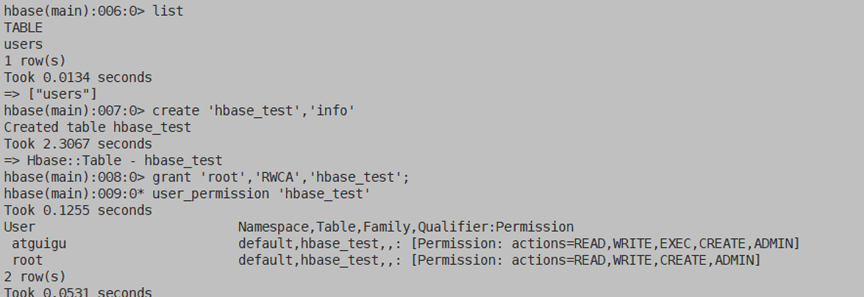 hbase(main):006:0> list
TABLE
users
1 row(s)
Took 0.0134 seconds
=> ["users"]
hbase(main):007:0> create 'hbase_test','info'
Created table hbase_test
Took 2.3067 seconds
=> Hbase::Table - hbase_test
hbase(main):008:0> grant 'root','RWCA','hbase_test';
hbase(main):009:0* user_permission 'hbase_test'
Took 0.1255 seconds
User Namespace,Table,Family,Qualifier:Permission
atguigu default,hbase_test,,: [Permission: actions=READ,WRITE,EXEC,CREATE,ADMIN]
root default,hbase_test,,: [Permission: actions=READ,WRITE,CREATE,ADMIN]
2 row(s)
Took 0.0531 seconds